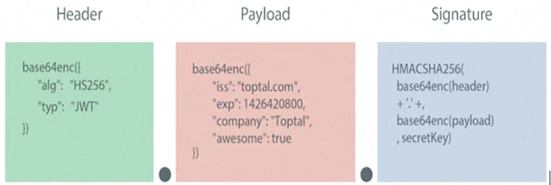 Header
base64enc({
"alg": "HS256",
"typ": "JWT"
})
Payload
base64enc({
"iss": "toptal.com",
"exp": 1426420800,
"company": "Toptal",
"awesome": true
})
Signature
HMACSHA256(
base64enc(header)
+ '.' +,
base64enc(payload)
, secretKey)